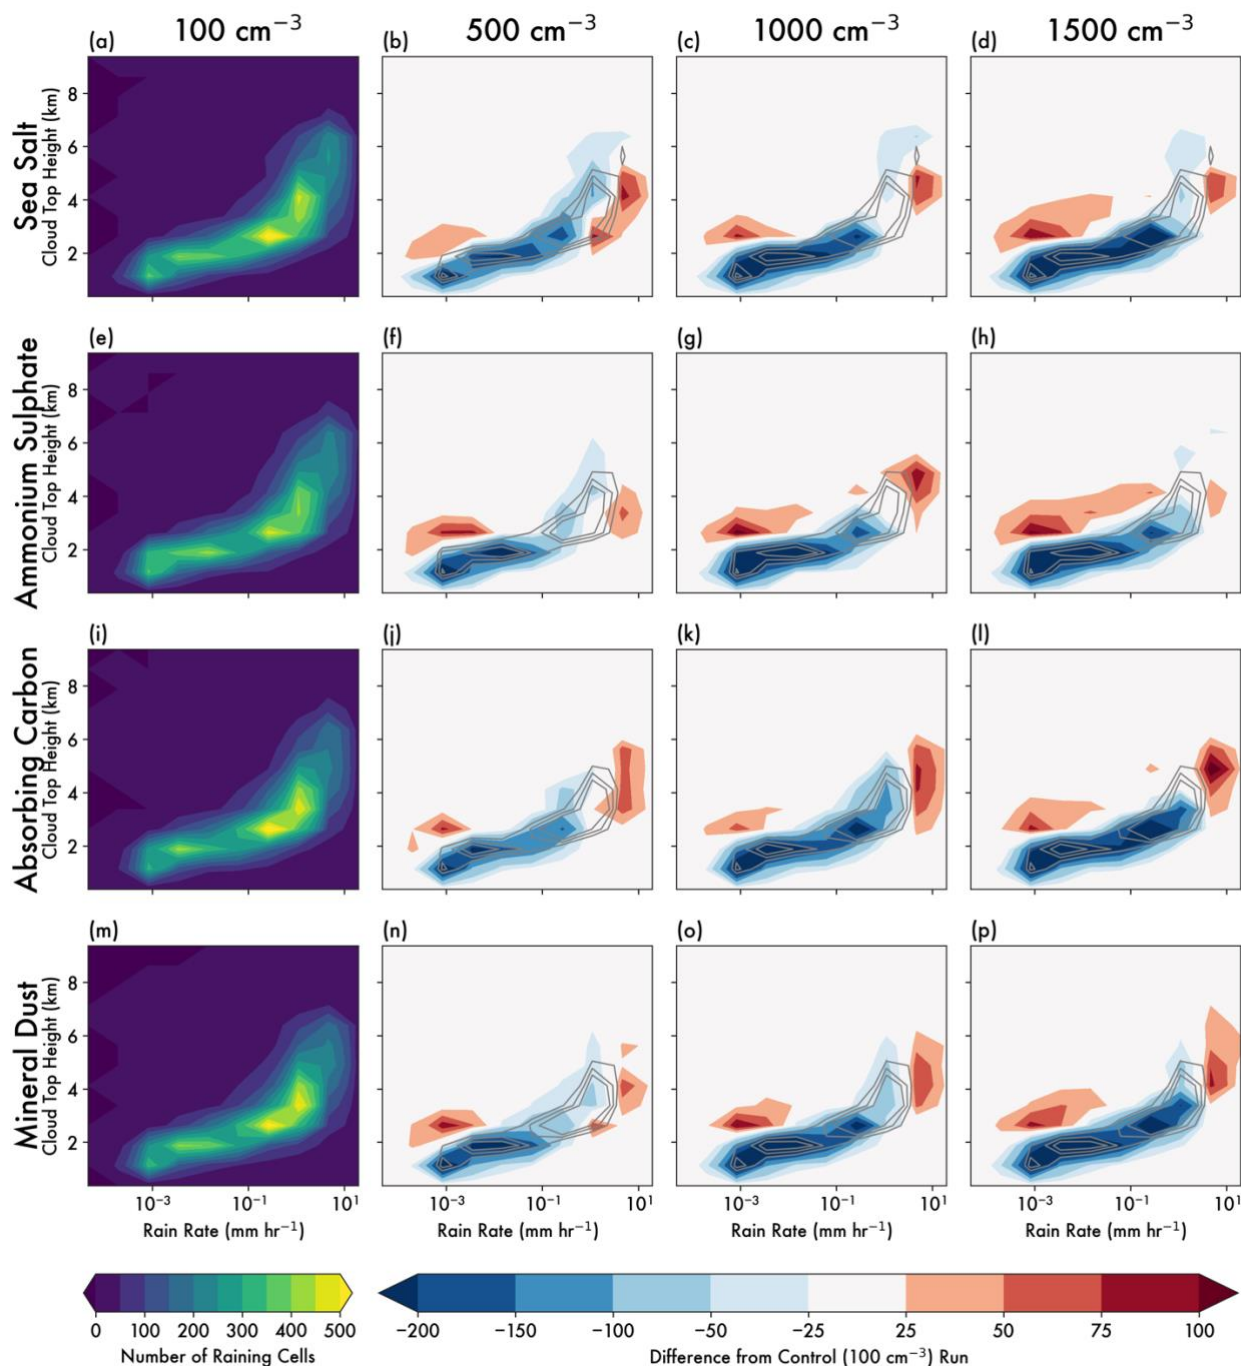 100 cm⁻³ 500 cm⁻³ 1000 cm⁻³ 1500 cm⁻³
(a) (b) (c) (d)
Sea Salt
Cloud Top Height (km)
8
6
4
2
(e) (f) (g) (h)
Ammonium Sulphate
Cloud Top Height (km)
8
6
4
2
(i) (j) (k) (l)
Absorbing Carbon
Cloud Top Height (km)
8
6
4
2
(m) (n) (o) (p)
Mineral Dust
Cloud Top Height (km)
8
6
4
2
10⁻³ 10⁻¹ 10¹ 10⁻³ 10⁻¹ 10¹ 10⁻³ 10⁻¹ 10¹ 10⁻³ 10⁻¹ 10¹
Rain Rate (mm hr⁻¹) Rain Rate (mm hr⁻¹) Rain Rate (mm hr⁻¹) Rain Rate (mm hr⁻¹)
0 100 200 300 400 500 −200 −150 −100 −50 −25 25 50 75 100
Number of Raining Cells Difference from Control (100 cm⁻³) Run